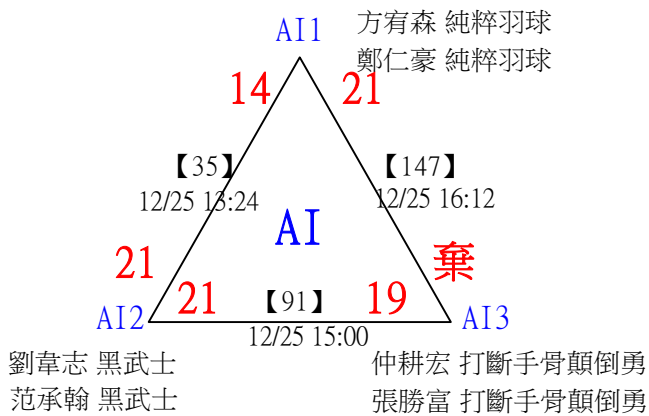 AI1
方宥森 純粹羽球
鄭仁豪 純粹羽球
14
21
【35】
12/25 13:24
【147】
12/25 16:12
AI
21
棄
21
【91】
19
AI2
12/25 15:00
AI3
劉韋志 黑武士
范承翰 黑武士
仲耕宏 打斷手骨顛倒勇
張勝富 打斷手骨顛倒勇